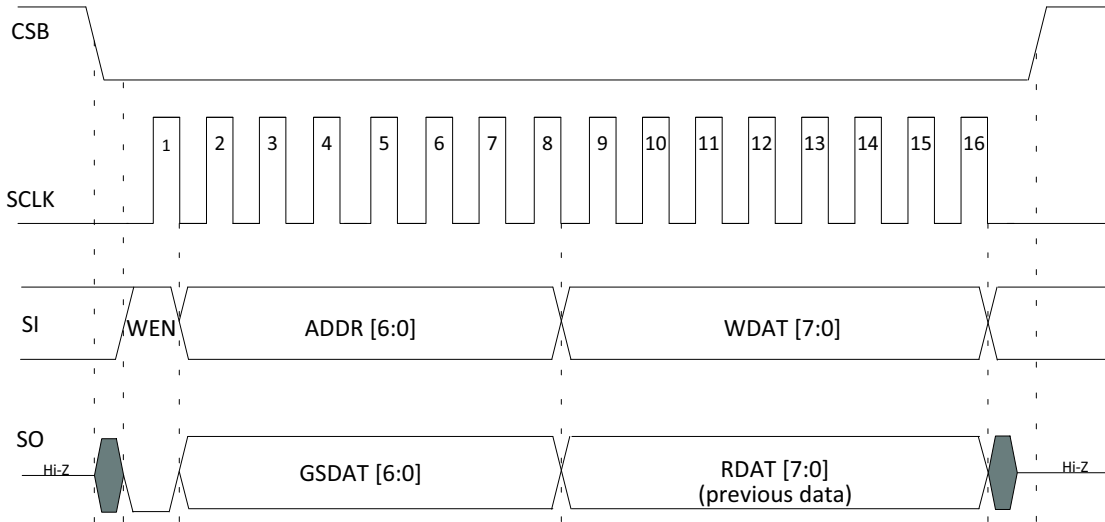 CSB
1 2 3 4 5 6 7 8 9 10 11 12 13 14 15 16
SCLK
SI WEN ADDR [6:0] WDAT [7:0]
SO
Hi-Z GSDAT [6:0] RDAT [7:0] Hi-Z
(previous data)